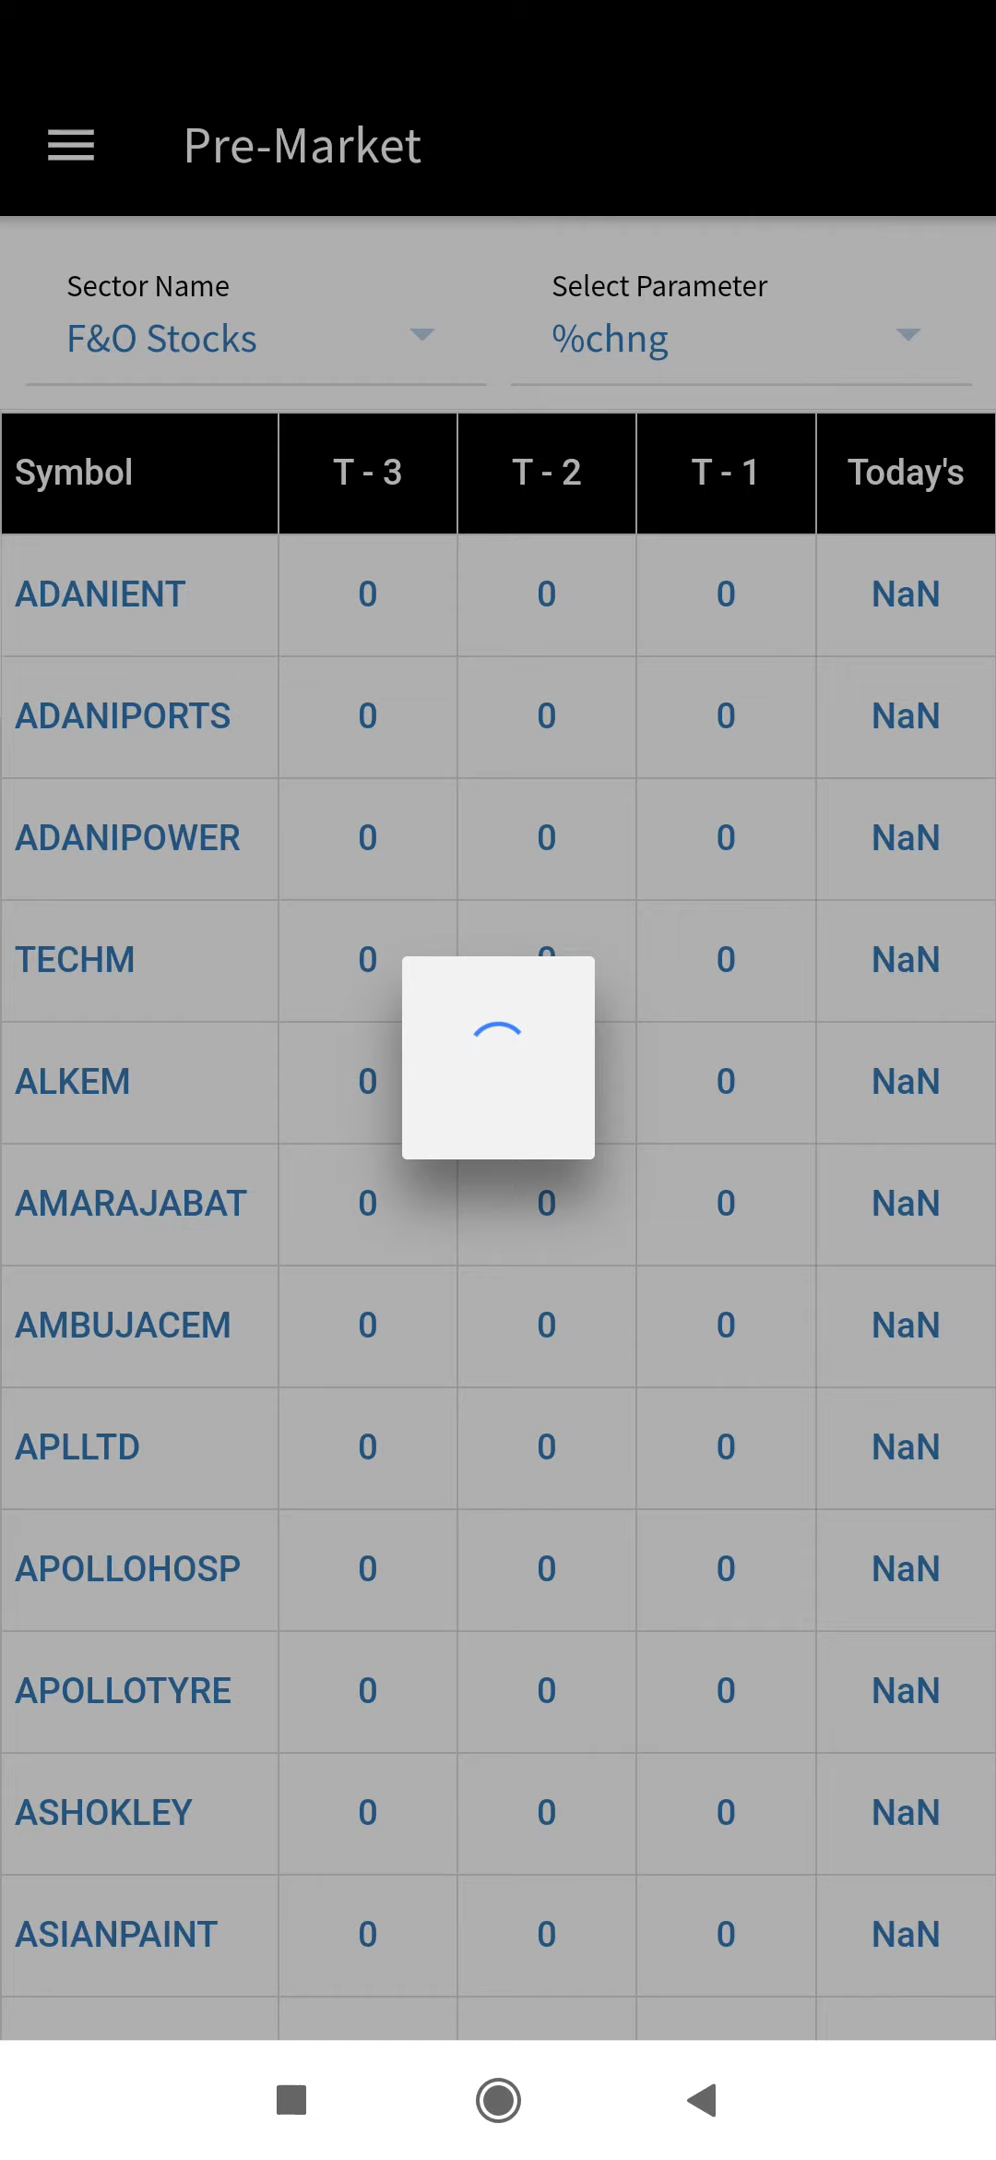 Pre-Market
Sector Name Select Parameter
F&O Stocks %chng
Symbol T - 3 T - 2 T - 1 Today's
ADANIENT 0 0 0 NaN
ADANIPORTS 0 0 0 NaN
ADANIPOWER 0 0 0 NaN
TECHM 0 0 0 NaN
ALKEM 0 0 NaN
AMARAJABAT 0 0 0 NaN
AMBUJACEM 0 0 0 NaN
APLLTD 0 0 0 NaN
APOLLOHOSP 0 0 0 NaN
APOLLOTYRE 0 0 0 NaN
ASHOKLEY 0 0 0 NaN
ASIANPAINT 0 0 0 NaN